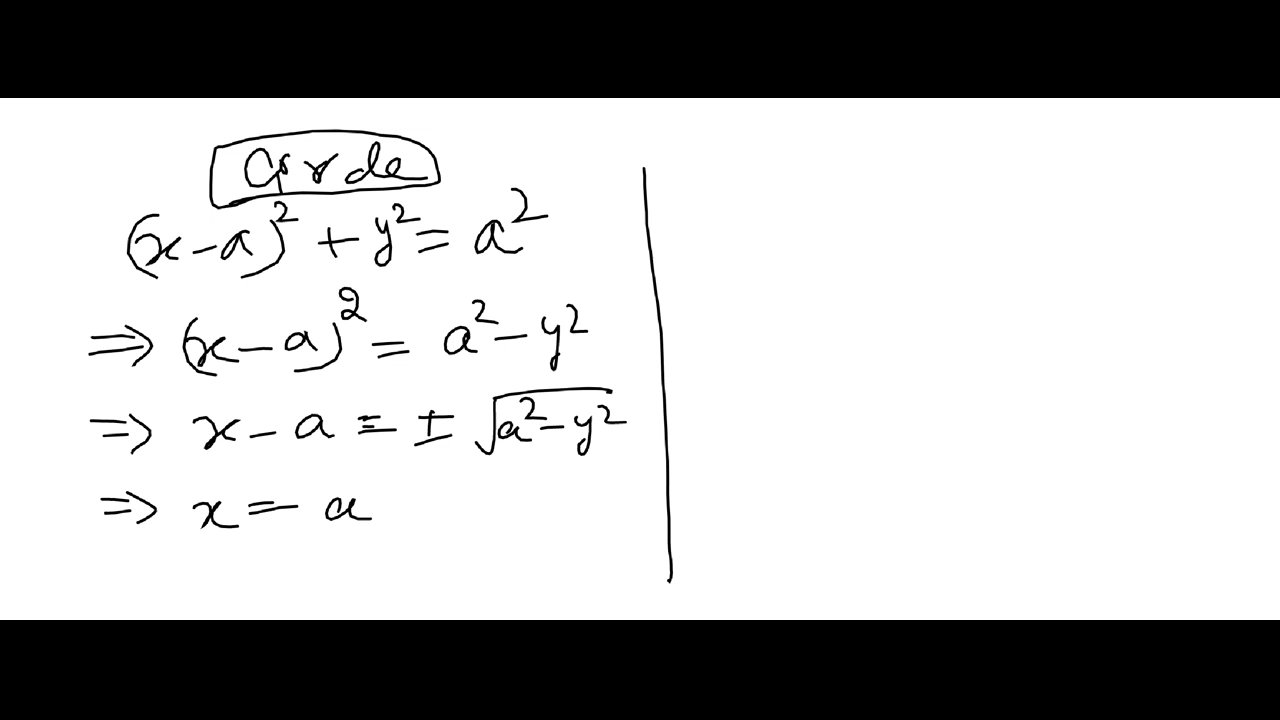 Circle
(x-a)² + y² = a²
⇒ (x-a)² = a² - y²
⇒ x - a = ± √(a² - y²)
⇒ x = a